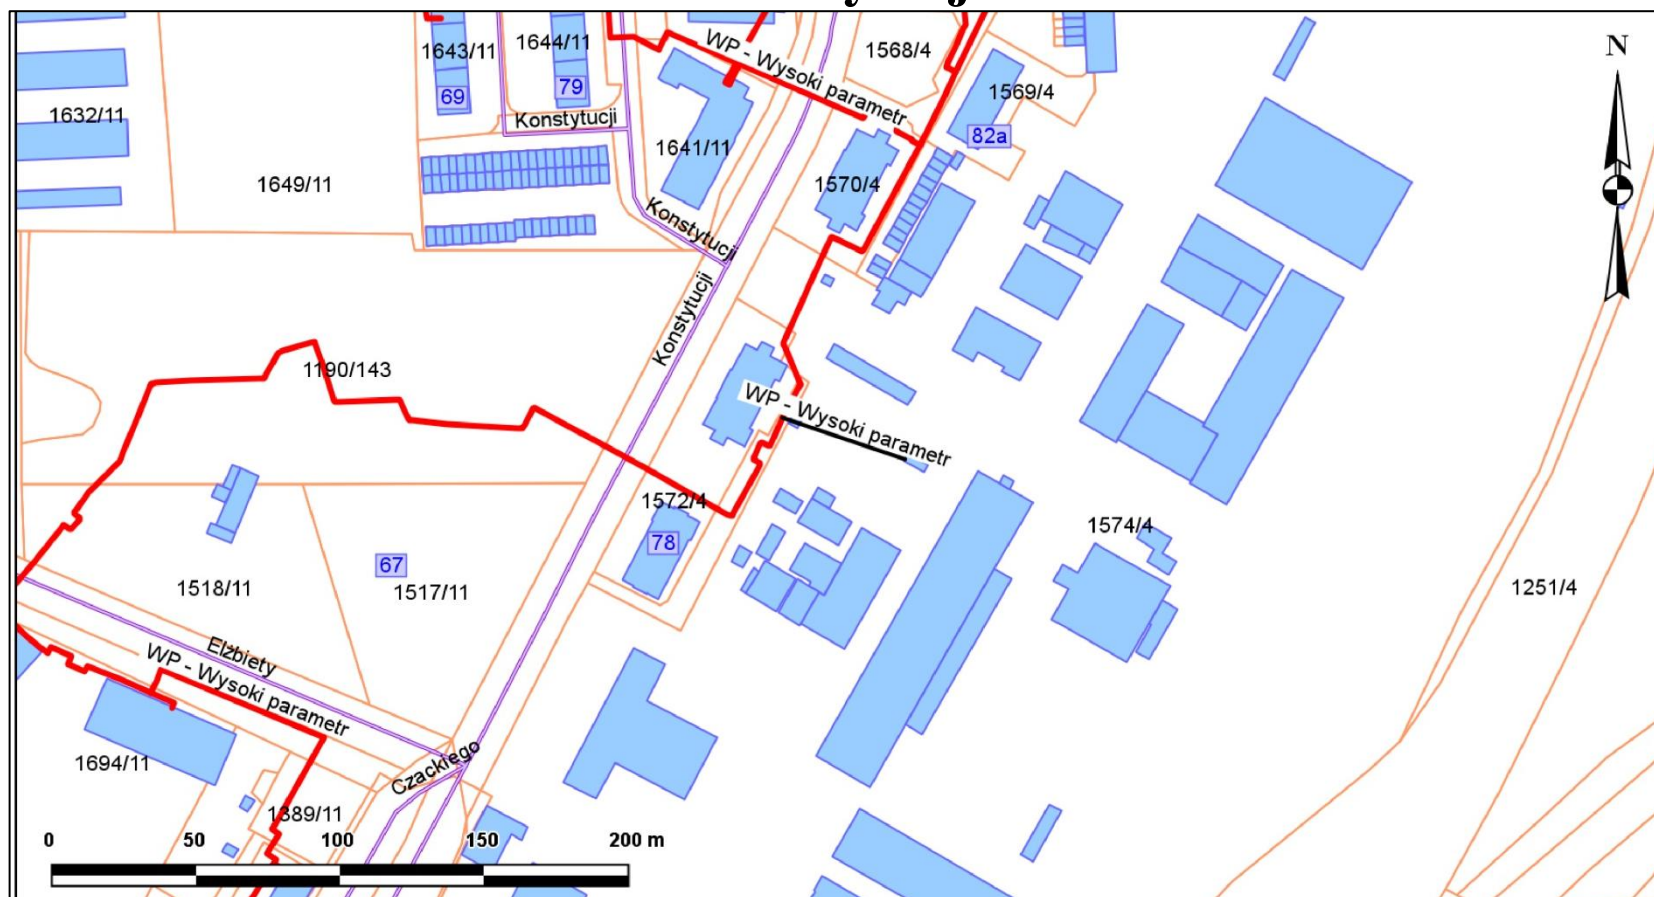 1643/11
1644/11
WP - Wysoki parametr
1568/4
N
69
79
1569/4
1632/11
Konstytucji
82a
1641/11
1649/11
1570/4
Konstytucji
Konstytucji
1190/143
WP - Wysoki parametr
1572/4
78
1574/4
67
1518/11
1517/11
1251/4
Elżbiety
WP - Wysoki parametr
Czackiego
1694/11
1389/11
0 50 100 150 200 m